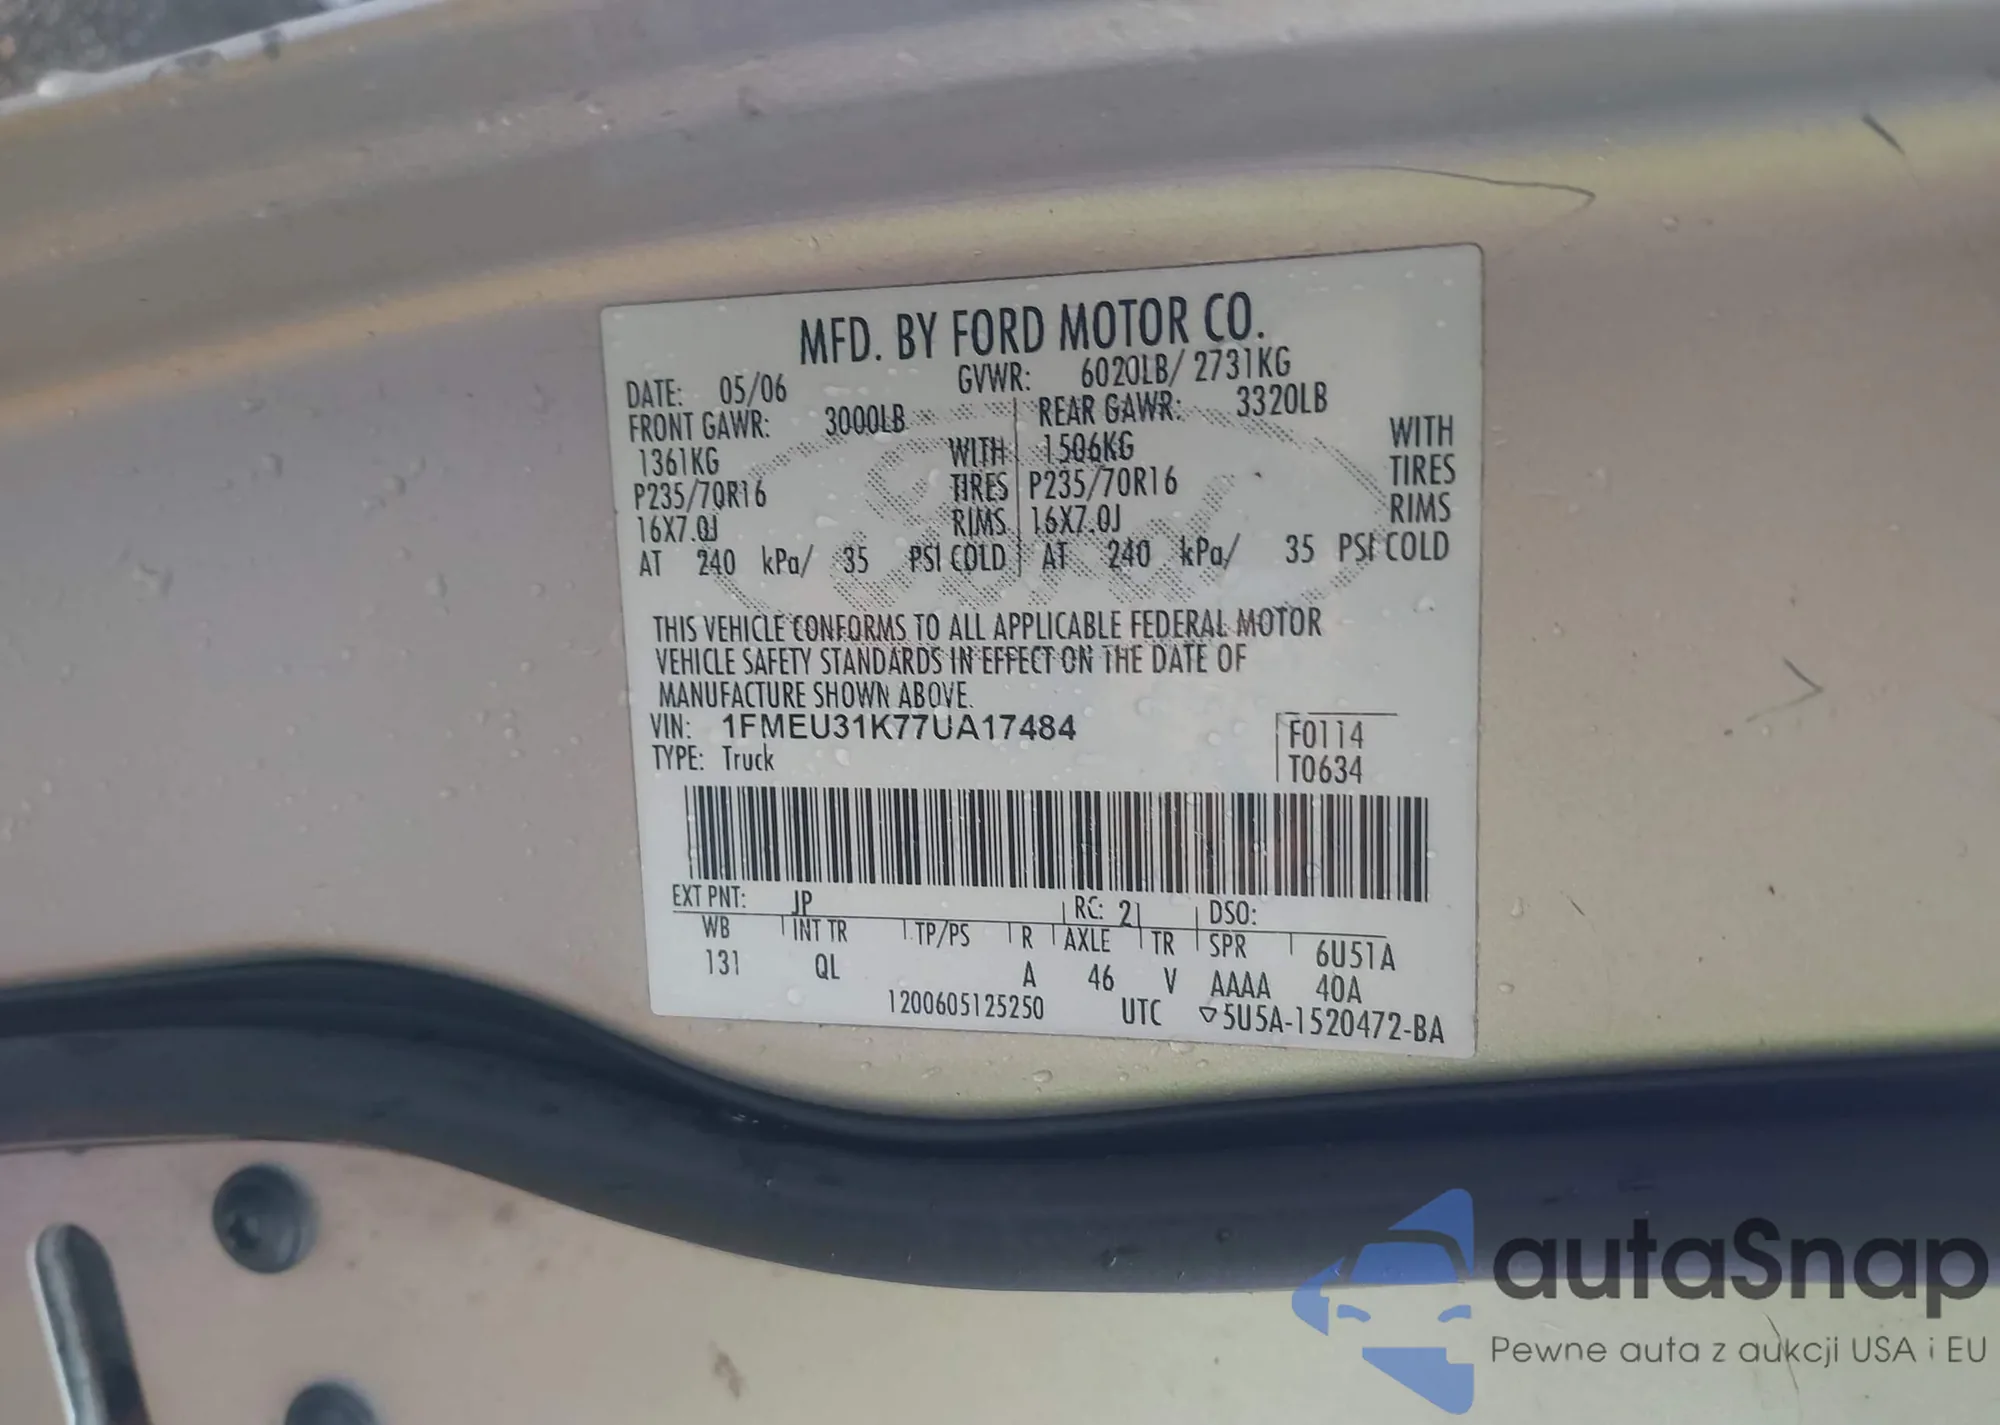 MFD. BY FORD MOTOR CO.
DATE: 05/06 GVWR: 6020LB/ 2731KG
FRONT GAWR: 3000LB REAR GAWR: 3320LB
1361KG WITH 1506KG WITH
P235/70R16 TIRES P235/70R16 TIRES
16X7.0J RIMS 16X7.0J RIMS
AT 240 kPa/ 35 PSI COLD AT 240 kPa/ 35 PSI COLD
THIS VEHICLE CONFORMS TO ALL APPLICABLE FEDERAL MOTOR
VEHICLE SAFETY STANDARDS IN EFFECT ON THE DATE OF
MANUFACTURE SHOWN ABOVE.
VIN: 1FMEU31K77UA17484 F0114
TYPE: Truck T0634
EXT PNT: JP RC: 21 DSO:
WB INT TR TP/PS R AXLE TR SPR 6U51A
131 QL A 46 V AAAA 40A
1200605125250 UTC ▽5U5A-1520472-BA
autaSnap
Pewne auta z aukcji USA i EU